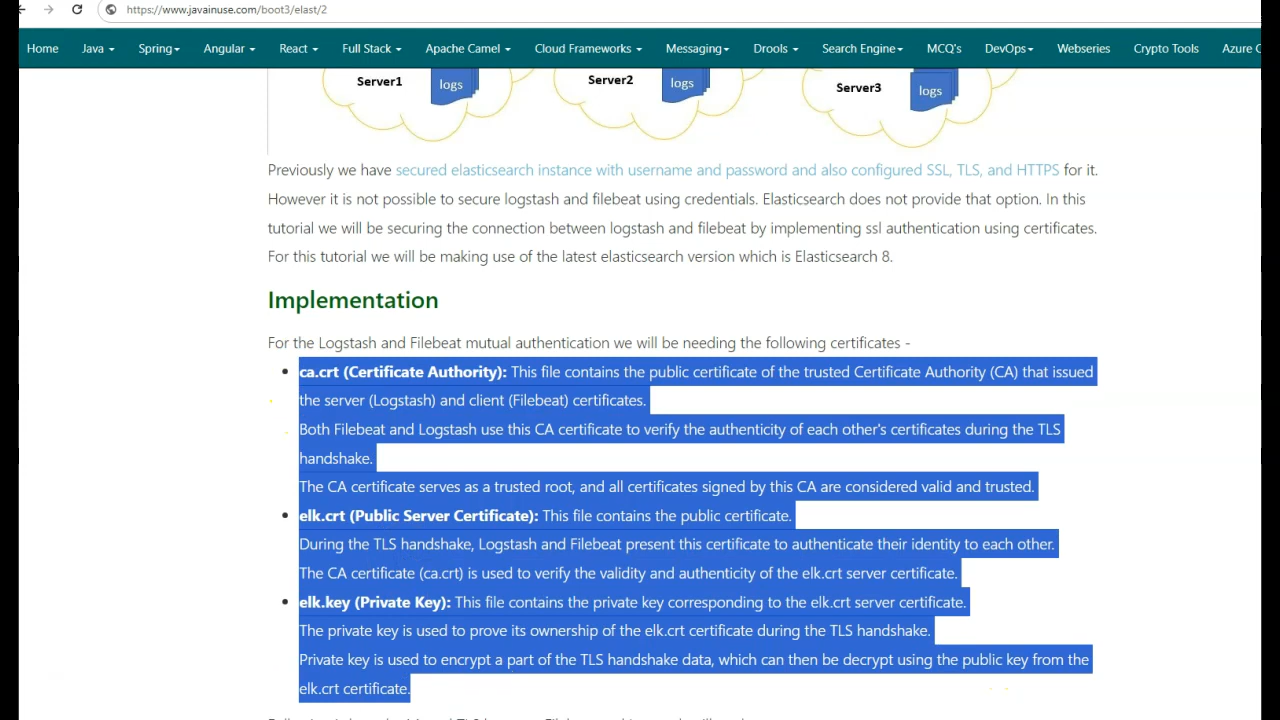 https://www.javainuse.com/boot3/elast/2
Home Java Spring Angular React Full Stack Apache Camel Cloud Frameworks Messaging Drools Search Engine MCQ's DevOps Webseries Crypto Tools Azure
Server1 logs Server2 logs Server3 logs
Previously we have secured elasticsearch instance with username and password and also configured SSL, TLS, and HTTPS for it.
However it is not possible to secure logstash and filebeat using credentials. Elasticsearch does not provide that option. In this
tutorial we will be securing the connection between logstash and filebeat by implementing ssl authentication using certificates.
For this tutorial we will be making use of the latest elasticsearch version which is Elasticsearch 8.
Implementation
For the Logstash and Filebeat mutual authentication we will be needing the following certificates -
ca.crt (Certificate Authority): This file contains the public certificate of the trusted Certificate Authority (CA) that issued
the server (Logstash) and client (Filebeat) certificates.
Both Filebeat and Logstash use this CA certificate to verify the authenticity of each other's certificates during the TLS
handshake.
The CA certificate serves as a trusted root, and all certificates signed by this CA are considered valid and trusted.
elk.crt (Public Server Certificate): This file contains the public certificate.
During the TLS handshake, Logstash and Filebeat present this certificate to authenticate their identity to each other.
The CA certificate (ca.crt) is used to verify the validity and authenticity of the elk.crt server certificate.
elk.key (Private Key): This file contains the private key corresponding to the elk.crt server certificate.
The private key is used to prove its ownership of the elk.crt certificate during the TLS handshake.
Private key is used to encrypt a part of the TLS handshake data, which can then be decrypt using the public key from the
elk.crt certificate.